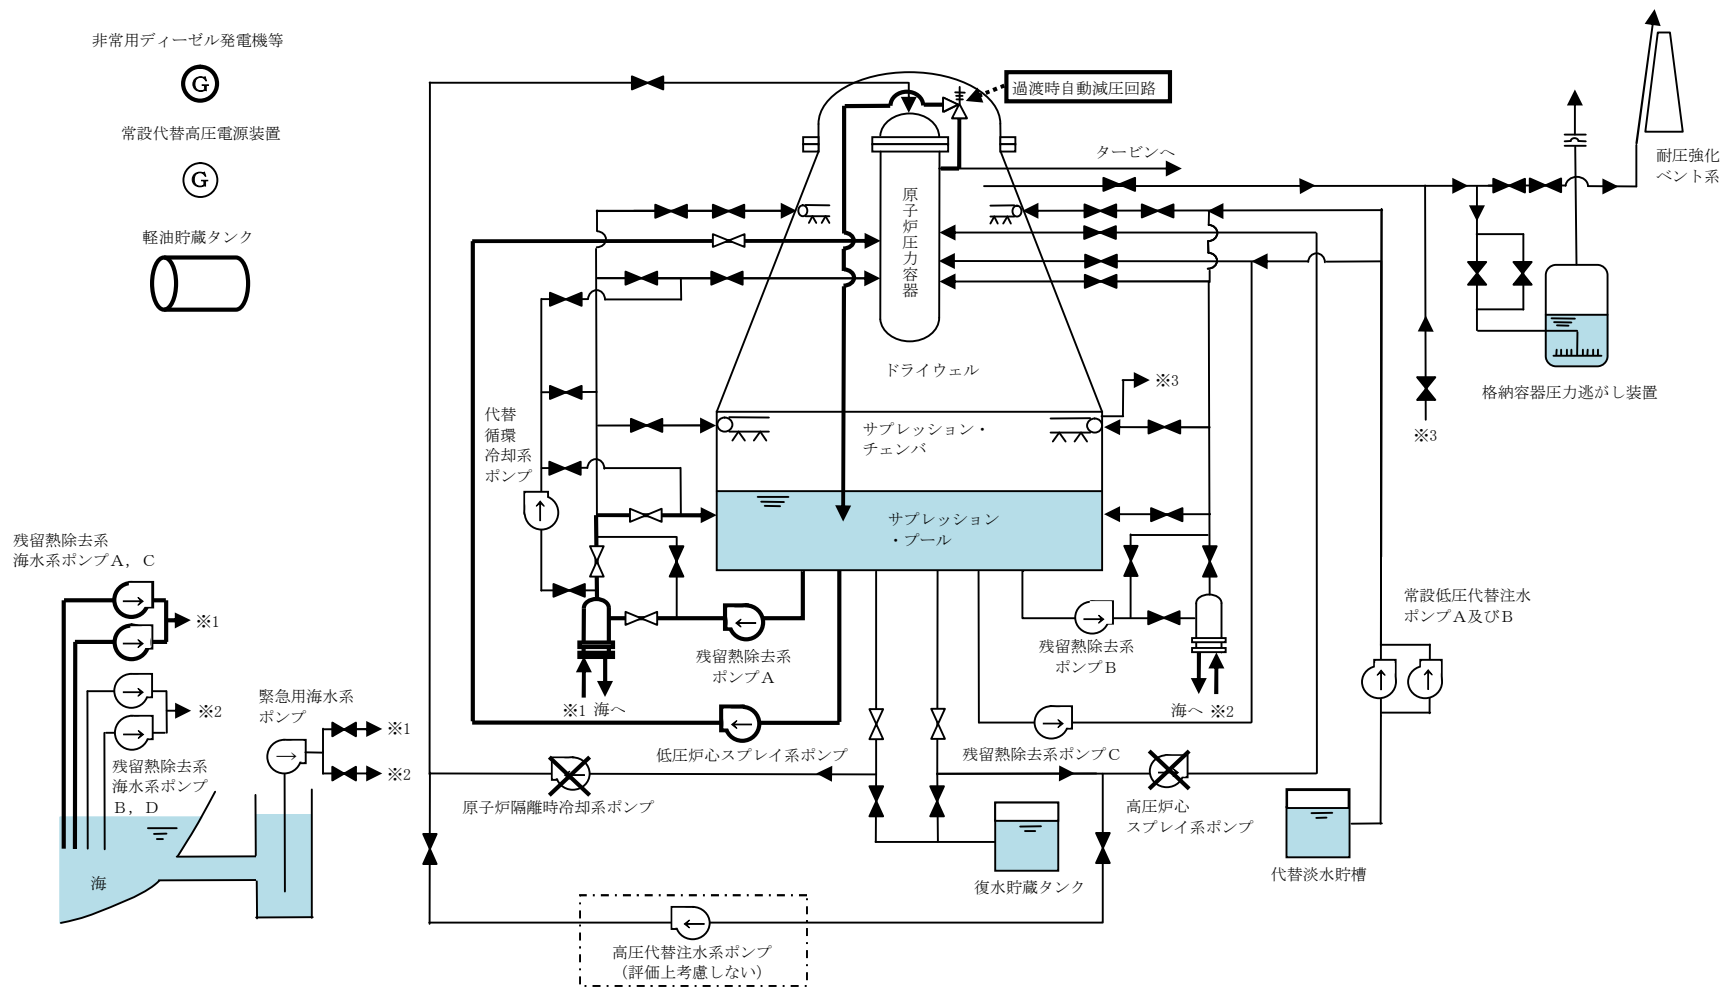 非常用ディーゼル発電機等
G
常設代替高圧電源装置
G
軽油貯蔵タンク
過渡時自動減圧回路
タービンへ
原子炉圧力容器
ドライウェル
※3
サプレッション・
チェンバ
サプレッション
・プール
代替
循環
冷却系
ポンプ
耐圧強化
ベント系
格納容器圧力逃がし装置
※3
残留熱除去系
海水系ポンプA,C
※1
※2
残留熱除去系
海水系ポンプ
B,D
海
緊急用海水系
ポンプ
※1
※2
残留熱除去系
ポンプA
※1 海へ
低圧炉心スプレイ系ポンプ
原子炉隔離時冷却系ポンプ
残留熱除去系
ポンプB
海へ ※2
残留熱除去系ポンプC
高圧炉心
スプレイ系ポンプ
常設低圧代替注水
ポンプA及びB
復水貯蔵タンク
代替淡水貯槽
高圧代替注水系ポンプ
（評価上考慮しない）